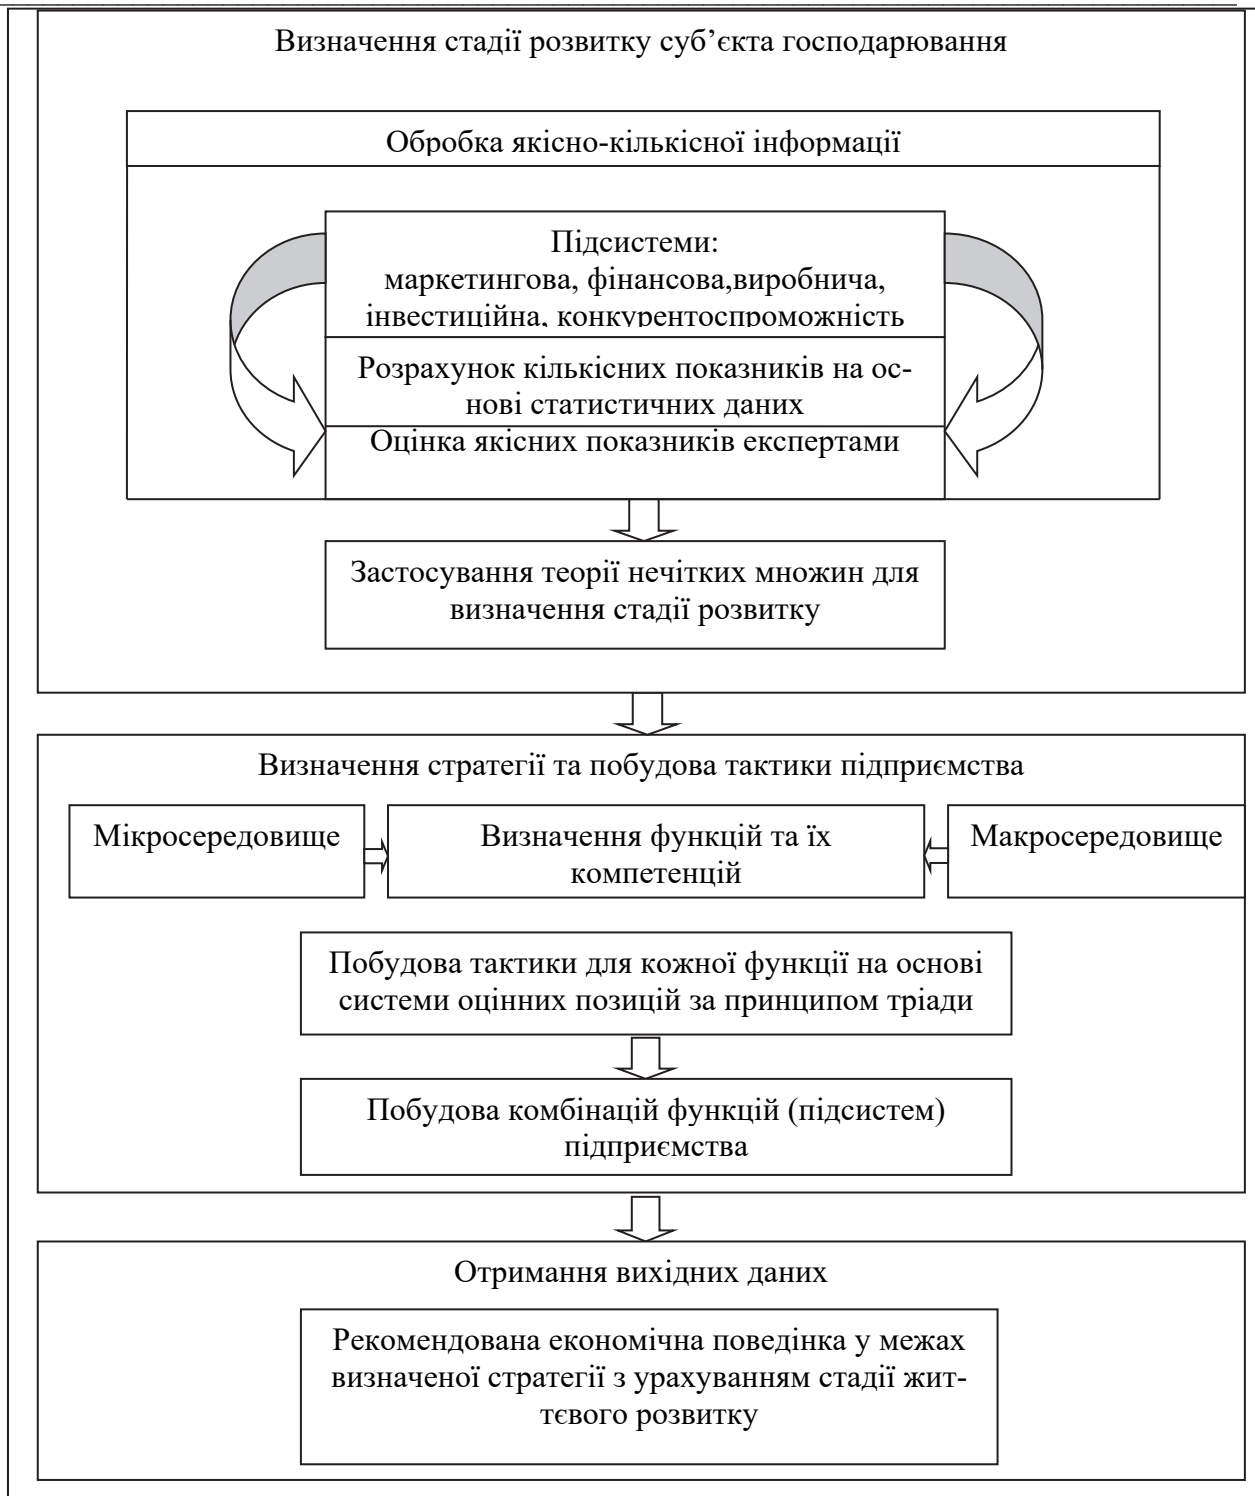 Визначення стадії розвитку суб’єкта господарювання
Обробка якісно-кількісної інформації
Підсистеми:
маркетингова, фінансова,виробнича,
інвестиційна, конкурентоспроможність
Розрахунок кількісних показників на ос-
нові статистичних даних
Оцінка якісних показників експертами
Застосування теорії нечітких множин для
визначення стадії розвитку
Визначення стратегії та побудова тактики підприємства
Мікросередовище
Визначення функцій та їх
компетенцій
Макросередовище
Побудова тактики для кожної функції на основі
системи оцінних позицій за принципом тріади
Побудова комбінацій функцій (підсистем)
підприємства
Отримання вихідних даних
Рекомендована економічна поведінка у межах
визначеної стратегії з урахуванням стадії жит-
тєвого розвитку